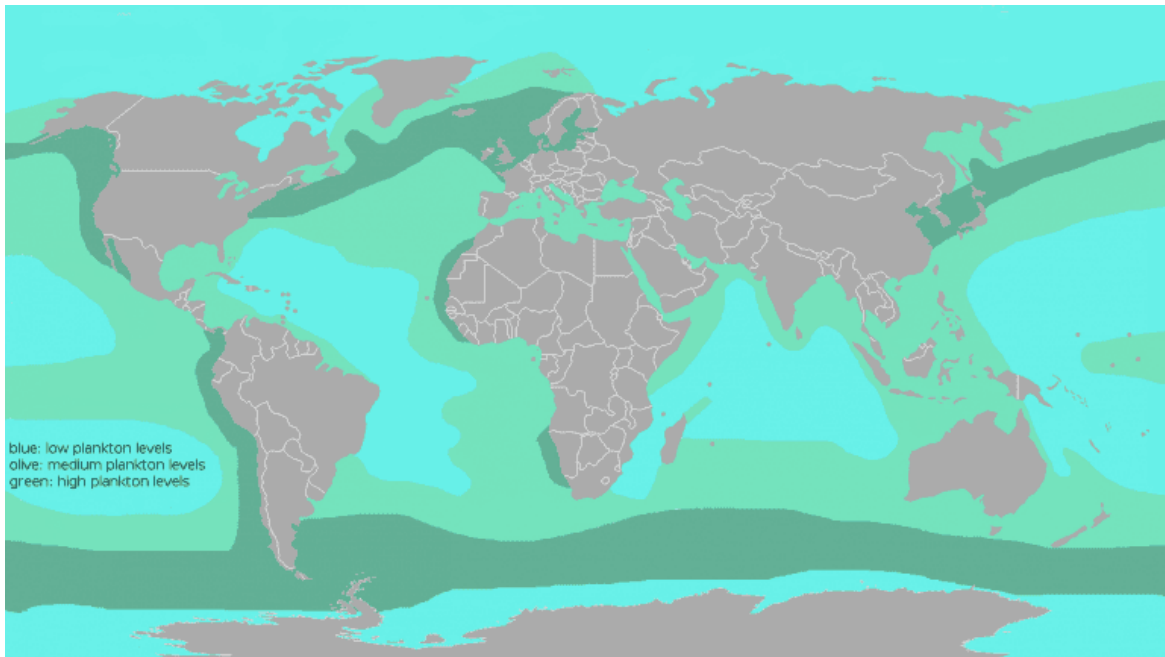 blue: low plankton levels
olive: medium plankton levels
green: high plankton levels